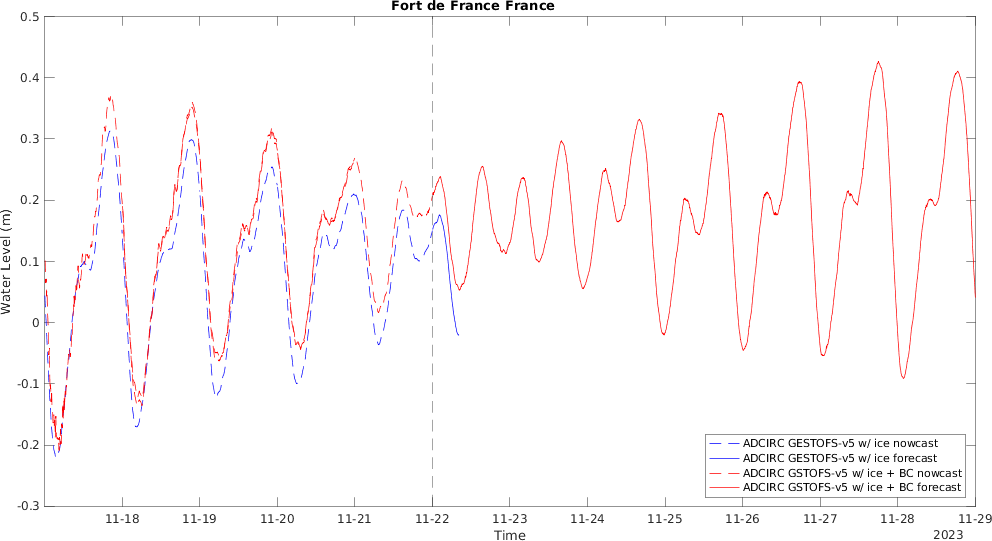 Fort de France France
0.5
0.4
0.3
0.2
0.1
0
-0.1
-0.2
-0.3
Water Level (m)
ADCIRC GESTOFS-v5 w/ ice nowcast
ADCIRC GESTOFS-v5 w/ ice forecast
ADCIRC GSTOFS-v5 w/ ice + BC nowcast
ADCIRC GSTOFS-v5 w/ ice + BC forecast
11-18 11-19 11-20 11-21 11-22 11-23 11-24 11-25 11-26 11-27 11-28 11-29
Time
2023